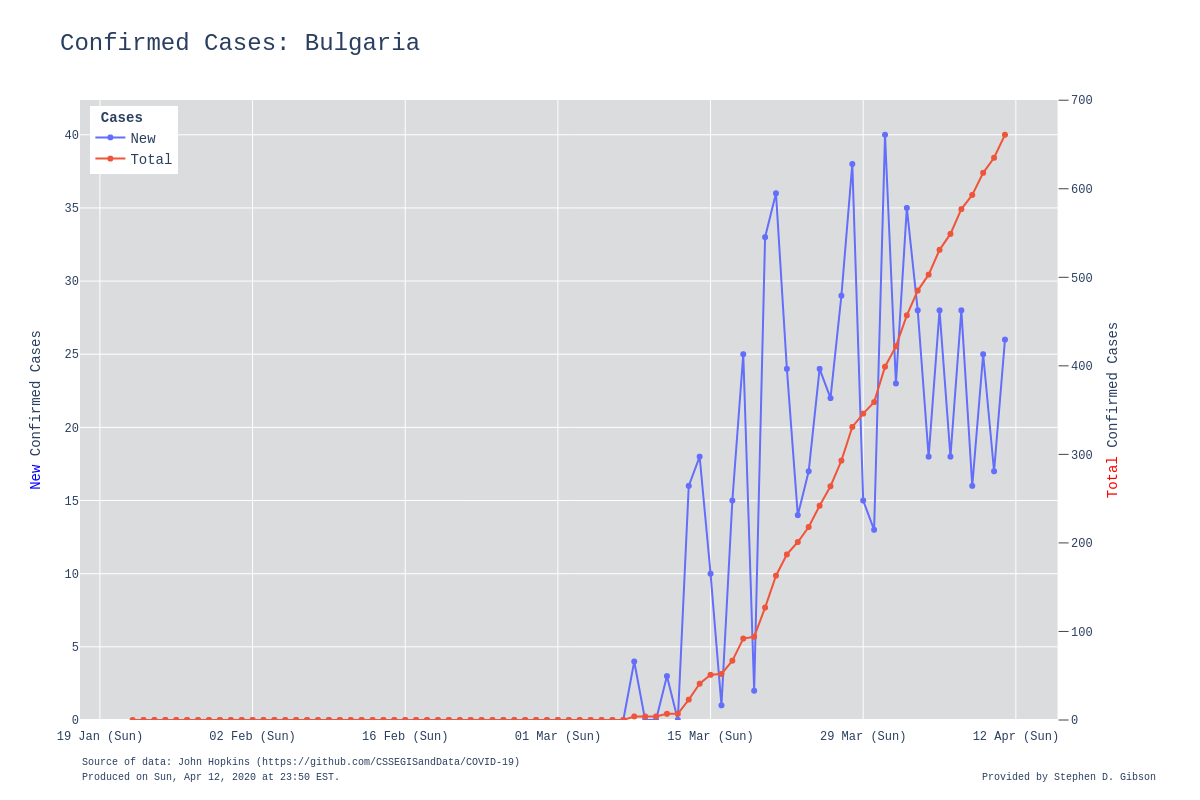 Confirmed Cases: Bulgaria
Cases
New
Total
40
35
30
25
20
15
10
5
0
New Confirmed Cases
700
600
500
400
300
200
100
0
Total Confirmed Cases
19 Jan (Sun)
02 Feb (Sun)
16 Feb (Sun)
01 Mar (Sun)
15 Mar (Sun)
29 Mar (Sun)
12 Apr (Sun)
Source of data: John Hopkins (https://github.com/CSSEGISandData/COVID-19)
Produced on Sun, Apr 12, 2020 at 23:50 EST.
Provided by Stephen D. Gibson